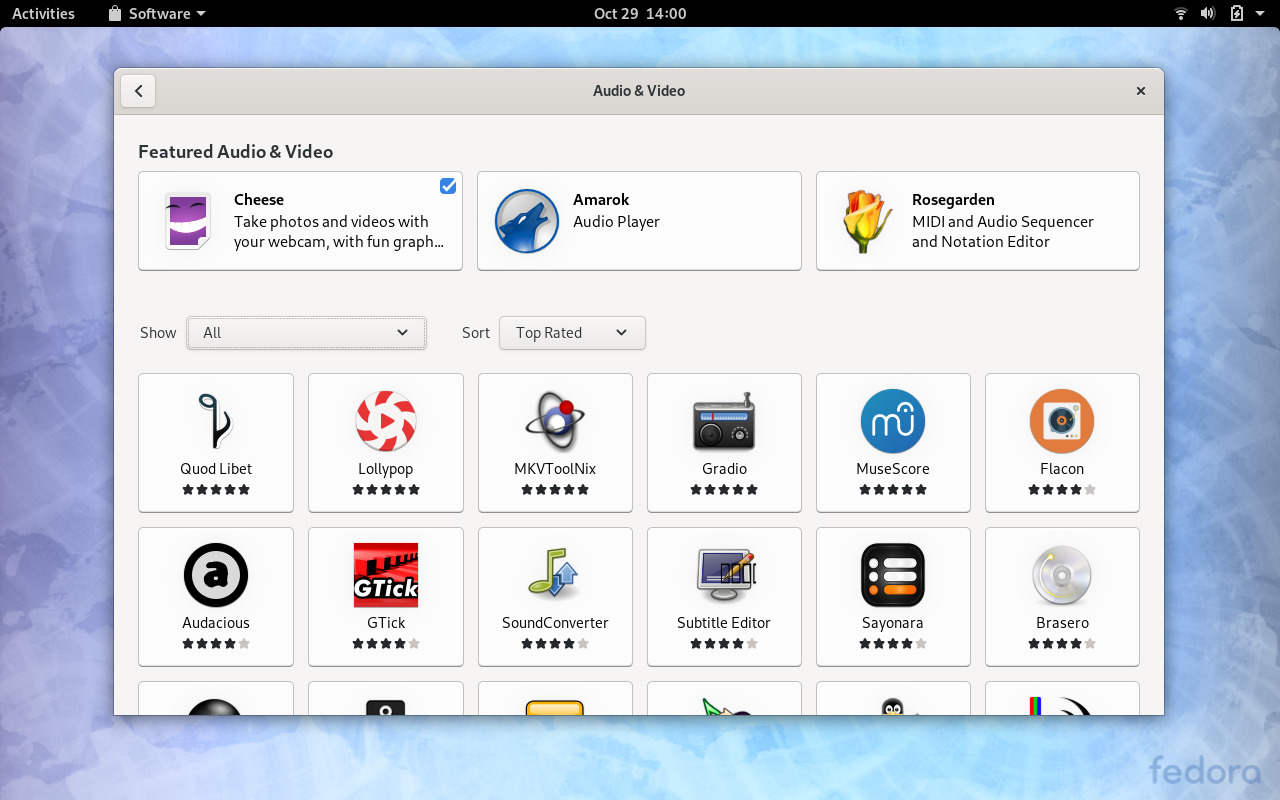 Activities
Software
Oct 29 14:00
Audio & Video
Featured Audio & Video
Cheese
Take photos and videos with
your webcam, with fun graph…
Amarok
Audio Player
Rosegarden
MIDI and Audio Sequencer
and Notation Editor
Show
All
Sort
Top Rated
Quod Libet
Lollypop
MKVToolNix
Gradio
MuseScore
Flacon
a
GTick
Audacious
GTick
SoundConverter
Subtitle Editor
Sayonara
Brasero
fedora